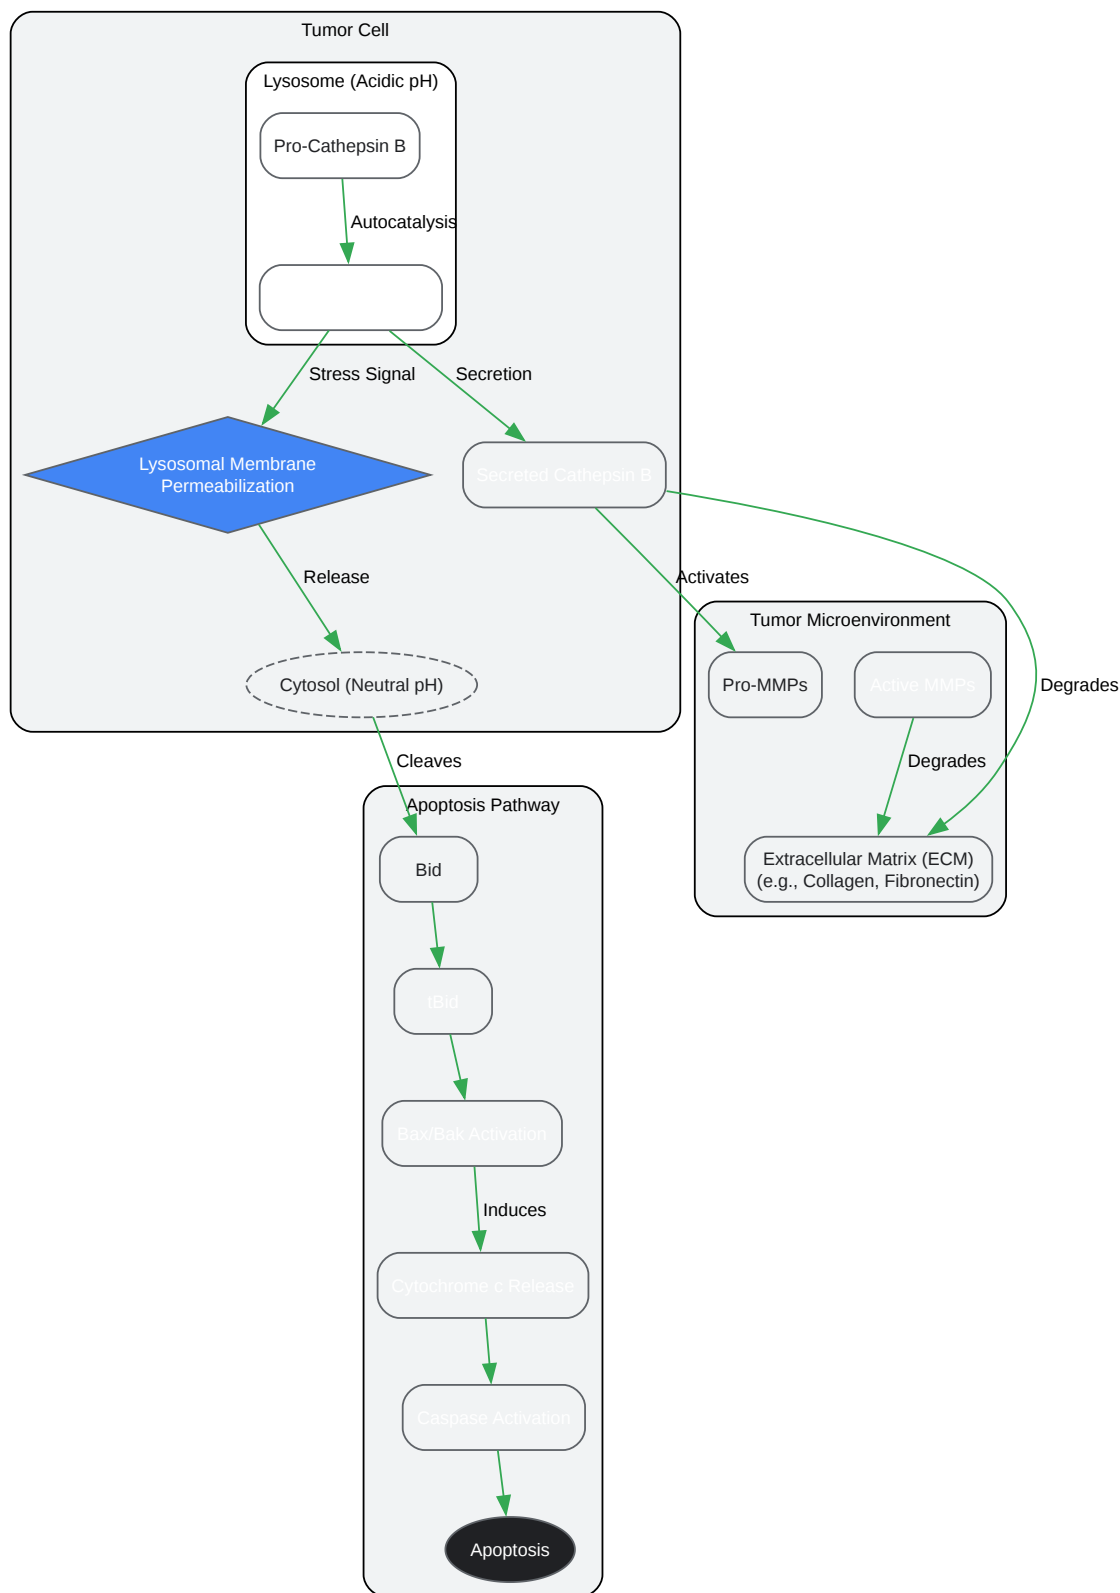 Tumor Cell
Lysosome (Acidic pH)
Pro-Cathepsin B
Autocatalysis
Stress Signal
Secretion
Lysosomal Membrane
Permeabilization
Secreted Cathepsin B
Release
Activates
Tumor Microenvironment
Cytosol (Neutral pH)
Pro-MMPs
Active MMPs
Degrades
Cleaves
Degrades
Apoptosis Pathway
Extracellular Matrix (ECM)
(e.g., Collagen, Fibronectin)
Bid
tBid
Bax/Bak Activation
Induces
Cytochrome c Release
Caspase Activation
Apoptosis